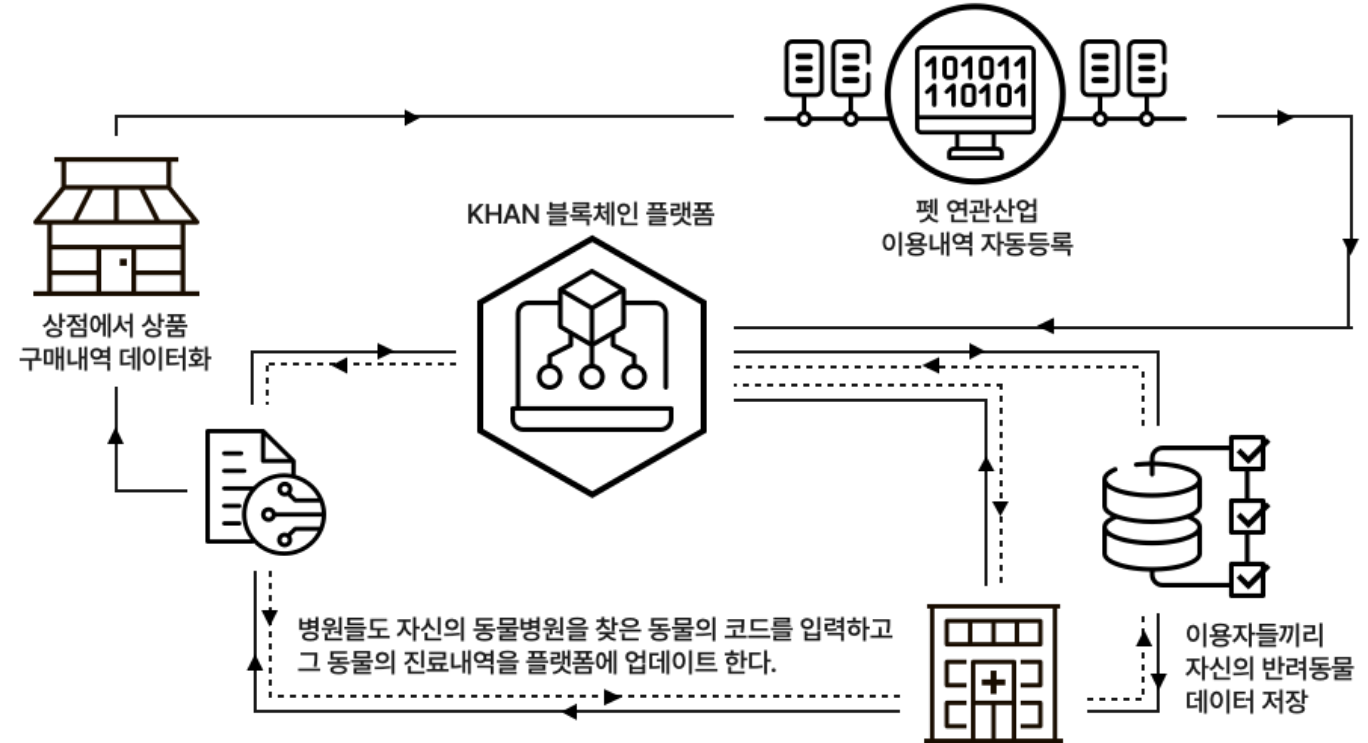 101011
110101
펫 연관산업
이용내역 자동등록
KHAN 블록체인 플랫폼
상점에서 상품
구매내역 데이터화
병원들도 자신의 동물병원을 찾은 동물의 코드를 입력하고
그 동물의 진료내역을 플랫폼에 업데이트 한다.
이용자들끼리
자신의 반려동물
데이터 저장